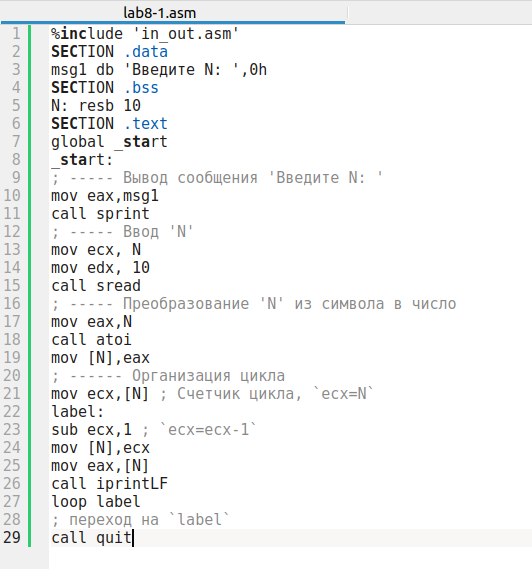 lab8-1.asm
1 %include 'in_out.asm'
2 SECTION .data
3 msg1 db 'Введите N: ',0h
4 SECTION .bss
5 N: resb 10
6 SECTION .text
7 global _start
8 _start:
9 ; ----- Вывод сообщения 'Введите N: '
10 mov eax,msg1
11 call sprint
12 ; ----- Ввод 'N'
13 mov ecx, N
14 mov edx, 10
15 call sread
16 ; ----- Преобразование 'N' из символа в число
17 mov eax,N
18 call atoi
19 mov [N],eax
20 ; ------ Организация цикла
21 mov ecx,[N] ; Счетчик цикла, `ecx=N`
22 label:
23 sub ecx,1 ; `ecx=ecx-1`
24 mov [N],ecx
25 mov eax,[N]
26 call iprintLF
27 loop label
28 ; переход на `label`
29 call quit